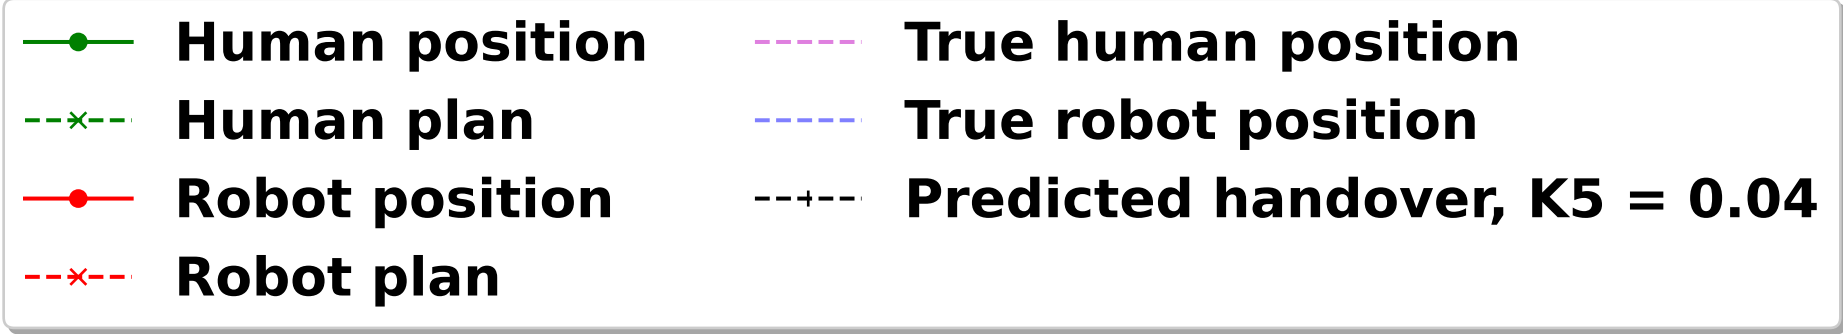 Human position
Human plan
Robot position
Robot plan
True human position
True robot position
Predicted handover, K5 = 0.04